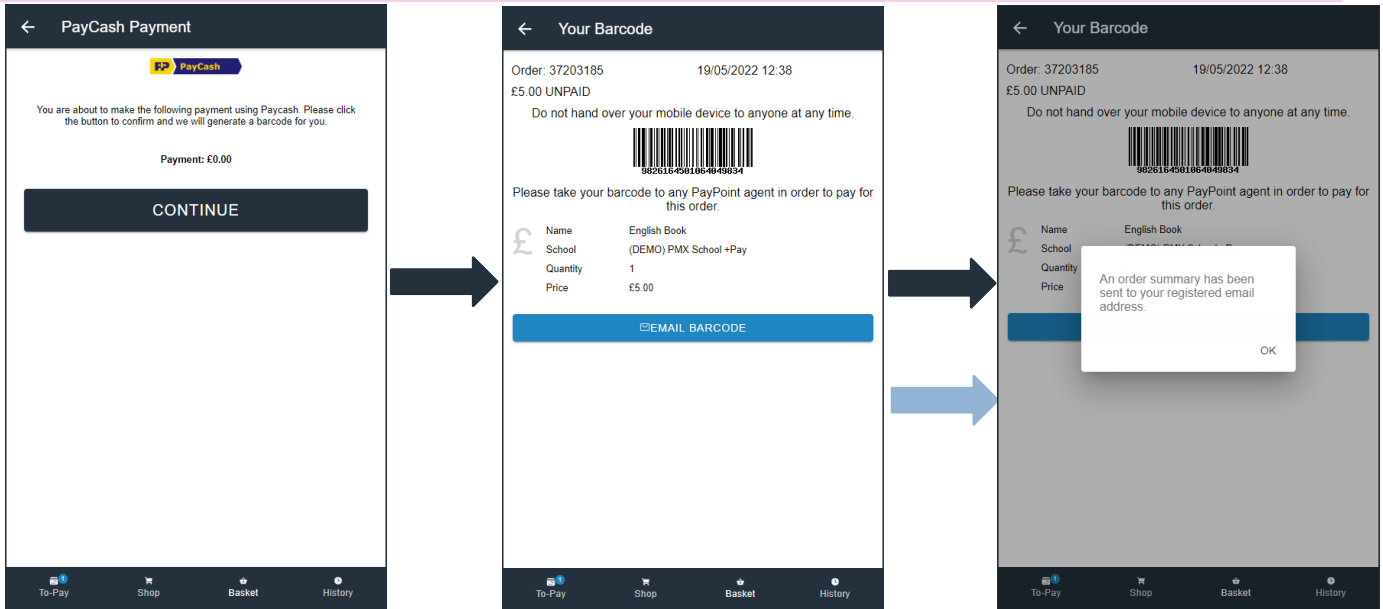 PayCash Payment
PayCash
You are about to make the following payment using Paycash. Please click
the button to confirm and we will generate a barcode for you.
Payment: £0.00
CONTINUE
1
To-Pay
Shop
Basket
History
Your Barcode
Order: 37203185 19/05/2022 12:38
£5.00 UNPAID
Do not hand over your mobile device to anyone at any time.
9826164501064049834
Please take your barcode to any PayPoint agent in order to pay for
this order.
£
Name English Book
School (DEMO) PMX School +Pay
Quantity 1
Price £5.00
EMAIL BARCODE
1
To-Pay
Shop
Basket
History
Your Barcode
Order: 37203185 19/05/2022 12:38
£5.00 UNPAID
Do not hand over your mobile device to anyone at any time.
9826164501064049834
Please take your barcode to any PayPoint agent in order to pay for
this order.
£
Name English Book
School
Quantity
Price
An order summary has been
sent to your registered email
address.
OK
1
To-Pay
Shop
Basket
History